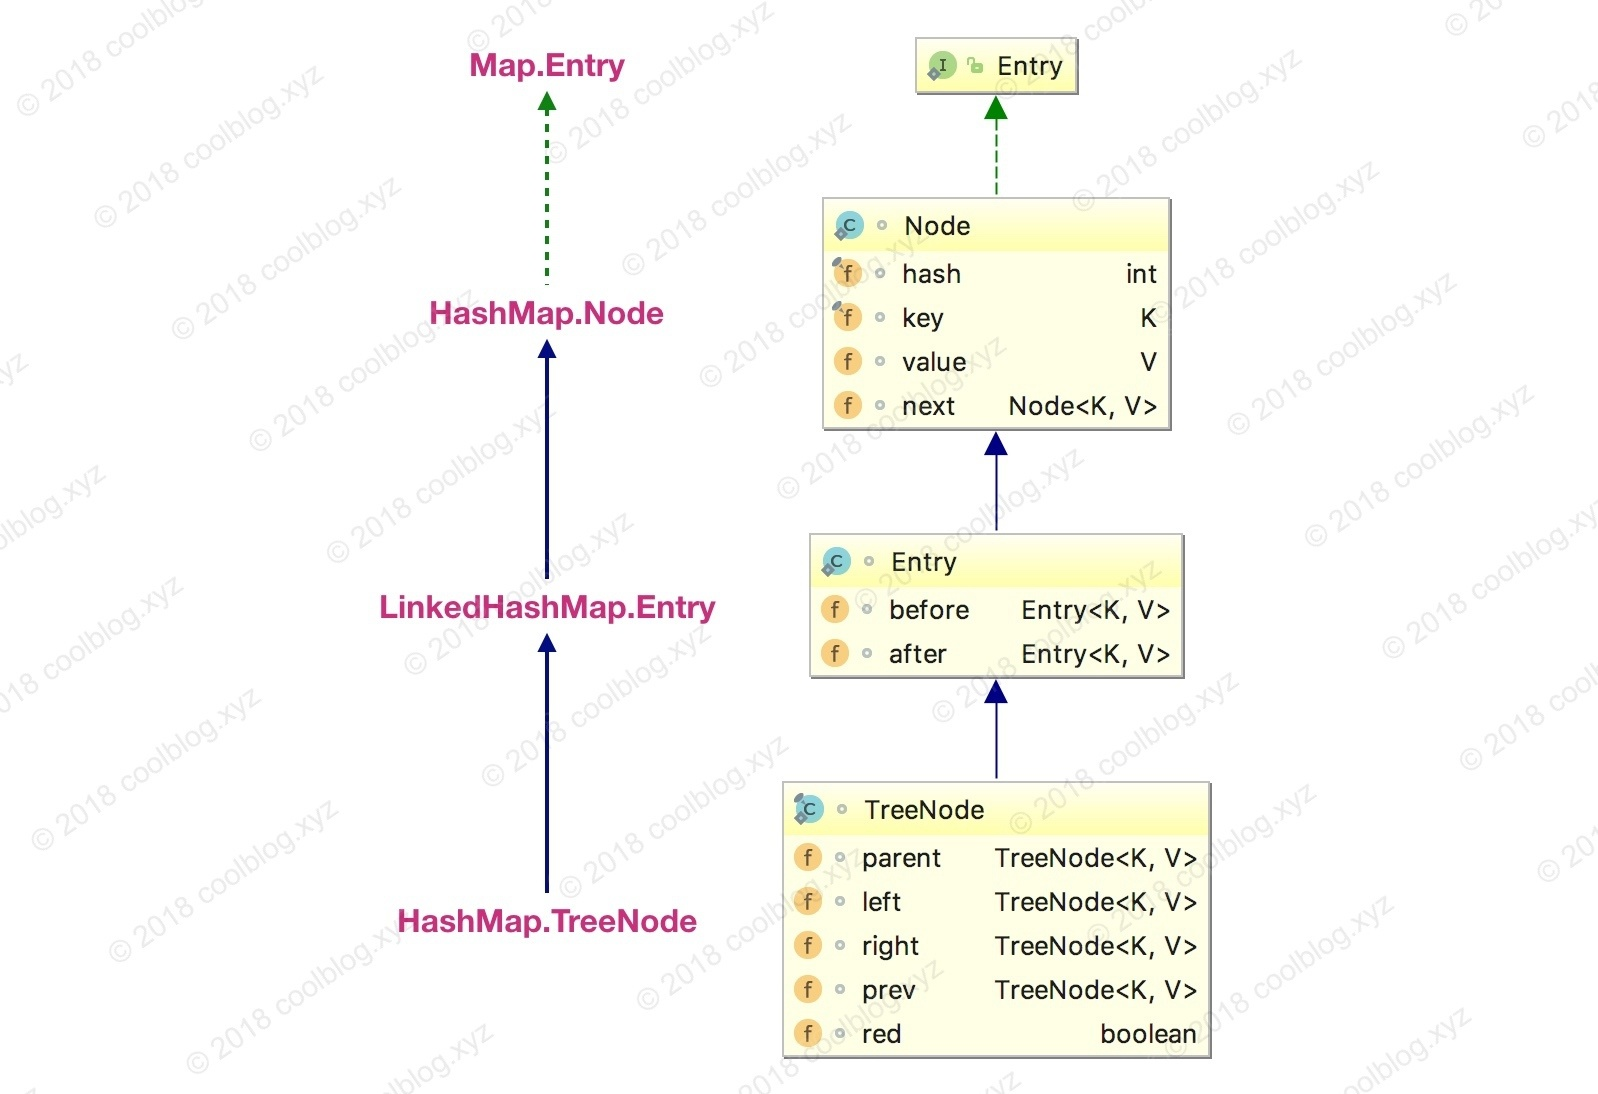 Map.Entry
HashMap.Node
LinkedHashMap.Entry
HashMap.TreeNode
I Entry
C Node
f hash int
f key K
f value V
f next Node<K, V>
C Entry
f before Entry<K, V>
f after Entry<K, V>
C TreeNode
f parent TreeNode<K, V>
f left TreeNode<K, V>
f right TreeNode<K, V>
f prev TreeNode<K, V>
f red boolean
© 2018 coolblog.xyz